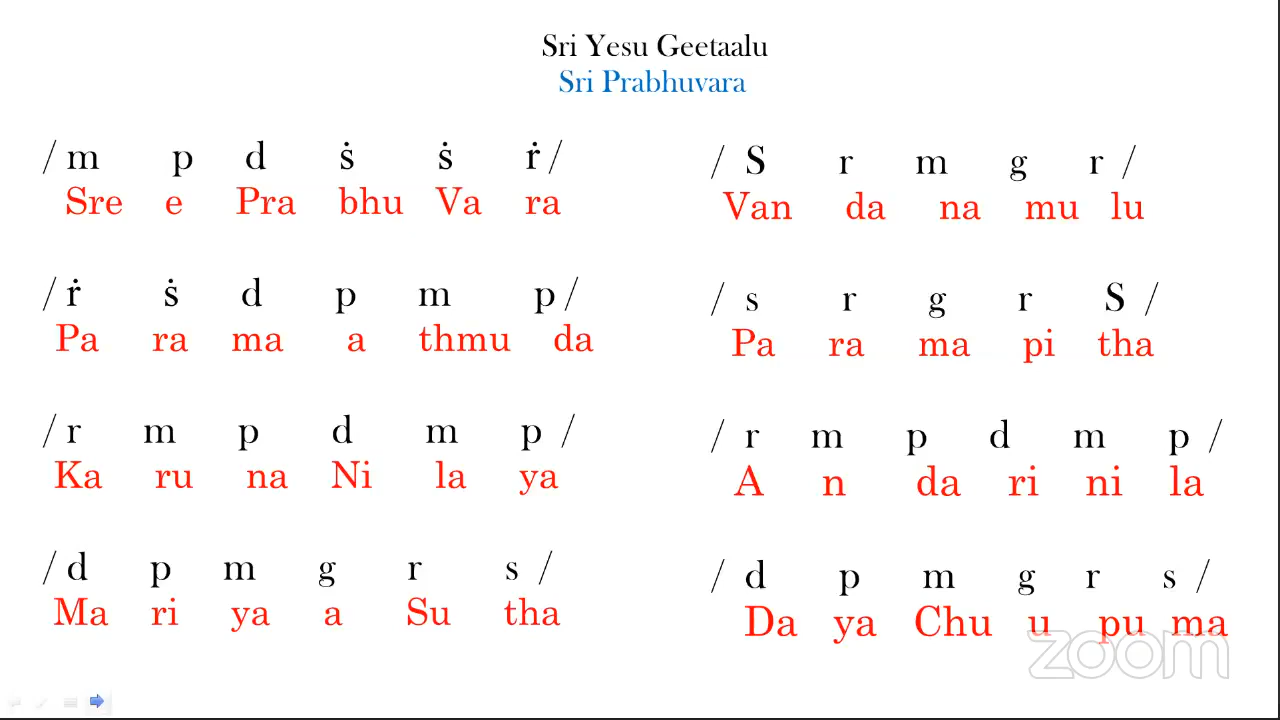 Sri Yesu Geetaalu
Sri Prabhuvara
/ m p d ṡ ṡ ṙ /
Sre e Pra bhu Va ra
/ ṙ ṡ d p m p /
Pa ra ma a thmu da
/ r m p d m p /
Ka ru na Ni la ya
/ d p m g r s /
Ma ri ya a Su tha
/ S r m g r /
Van da na mu lu
/ s r g r S /
Pa ra ma pi tha
/ r m p d m p /
A n da ri ni la
/ d p m g r s /
Da ya Chu u pu ma
zoom